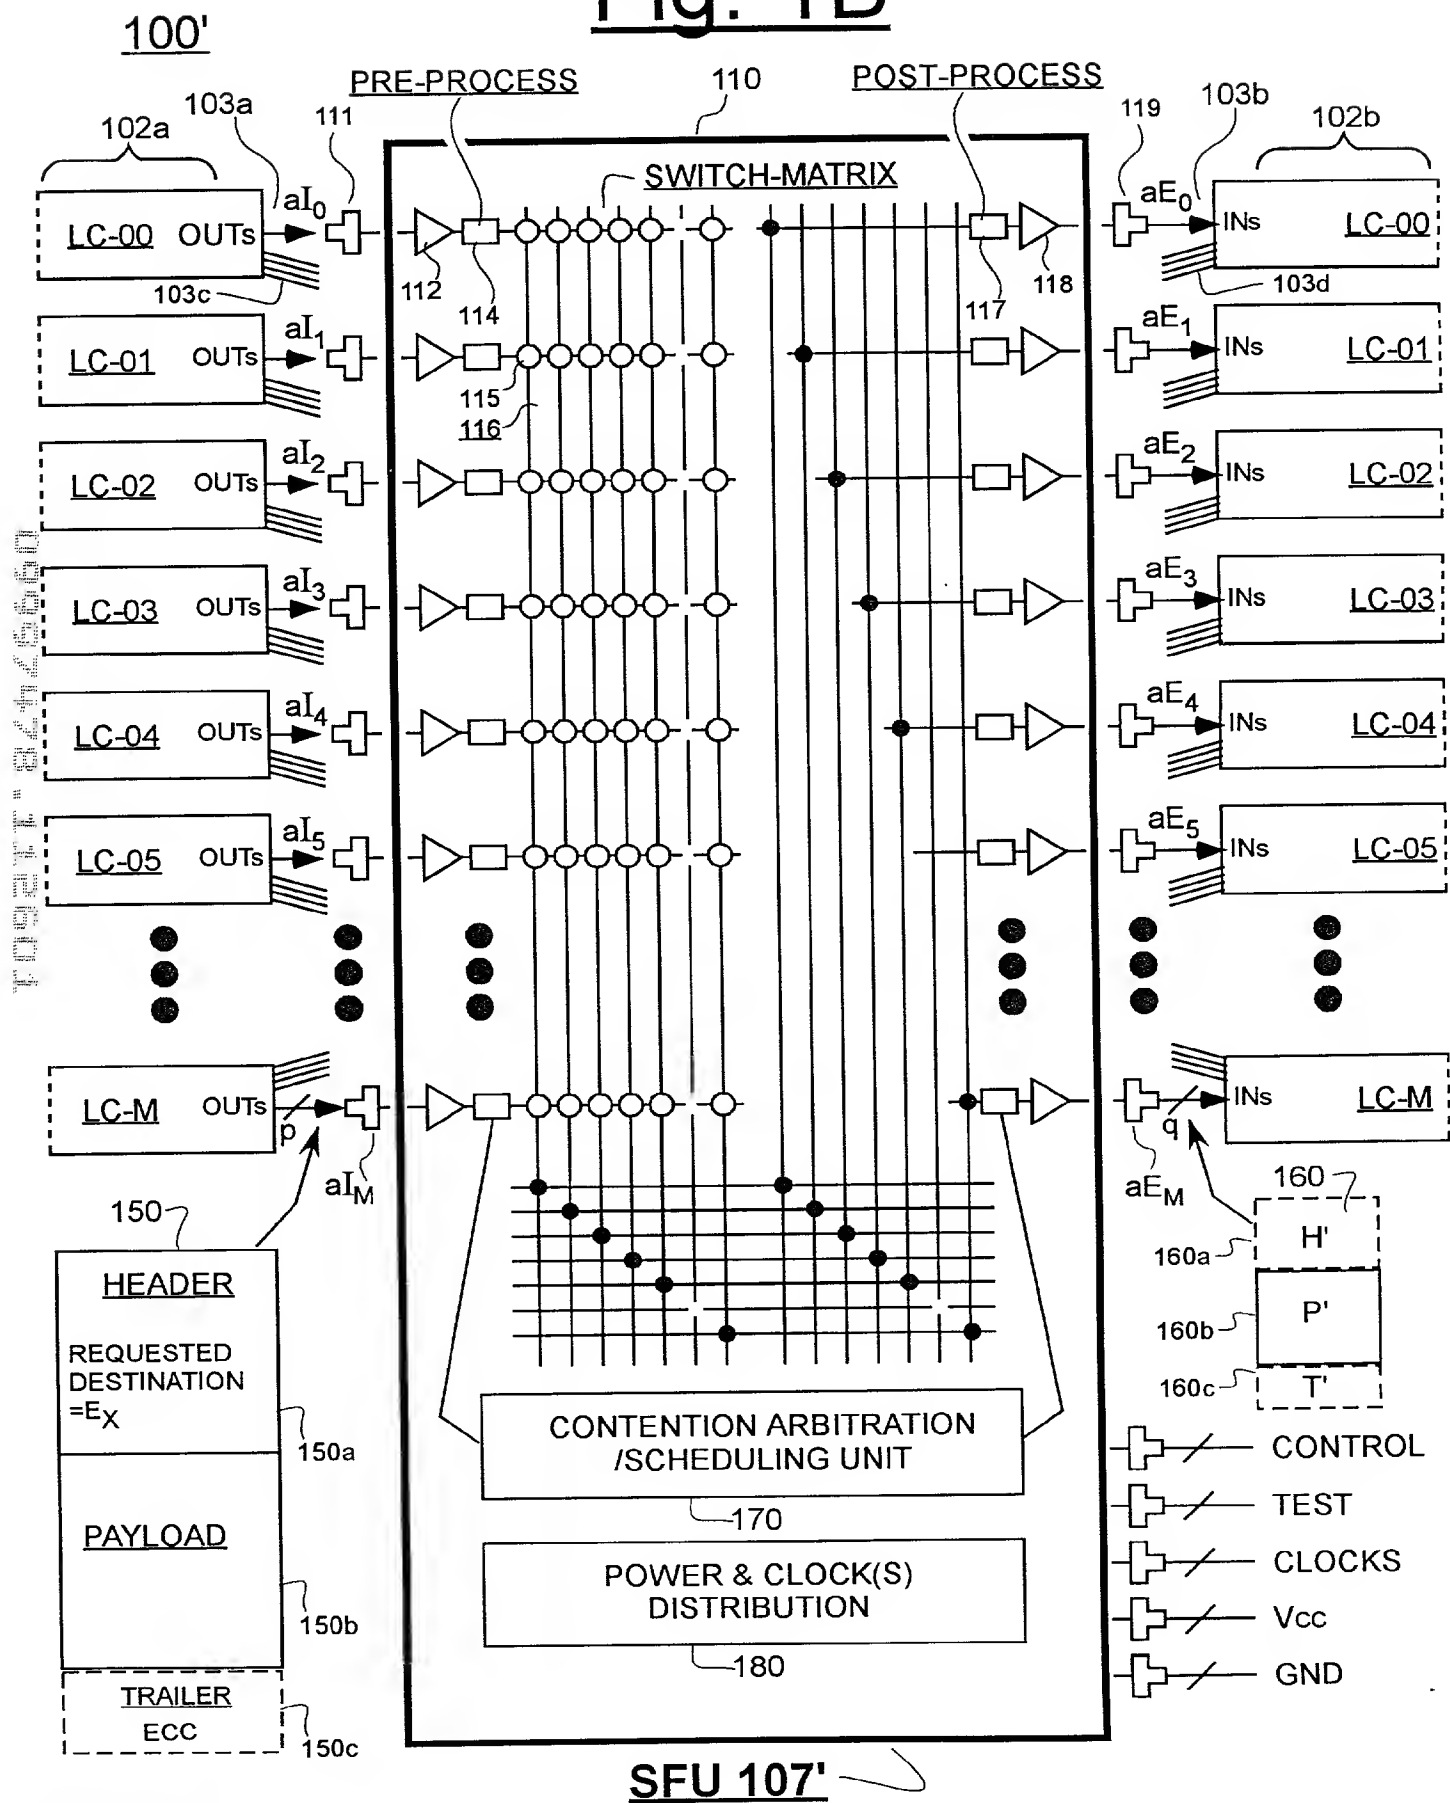 Fig. 1B
100'
PRE-PROCESS
110
POST-PROCESS
102a
103a
111
119
103b
102b
SWITCH-MATRIX
LC-00 OUTs
aI0
aE0
INs LC-00
103c
112
114
117
118
103d
LC-01 OUTs
aI1
aE1
INs LC-01
115
116
LC-02 OUTs
aI2
aE2
INs LC-02
LC-03 OUTs
aI3
aE3
INs LC-03
LC-04 OUTs
aI4
aE4
INs LC-04
LC-05 OUTs
aI5
aE5
INs LC-05
LC-M OUTs
p
aIM
q
aEM
INs LC-M
150
HEADER
REQUESTED
DESTINATION
=EX
150a
PAYLOAD
150b
TRAILER
ECC
150c
160
H'
160a
P'
160b
T'
160c
CONTENTION ARBITRATION
/SCHEDULING UNIT
170
POWER & CLOCK(S)
DISTRIBUTION
180
CONTROL
TEST
CLOCKS
Vcc
GND
SFU 107'